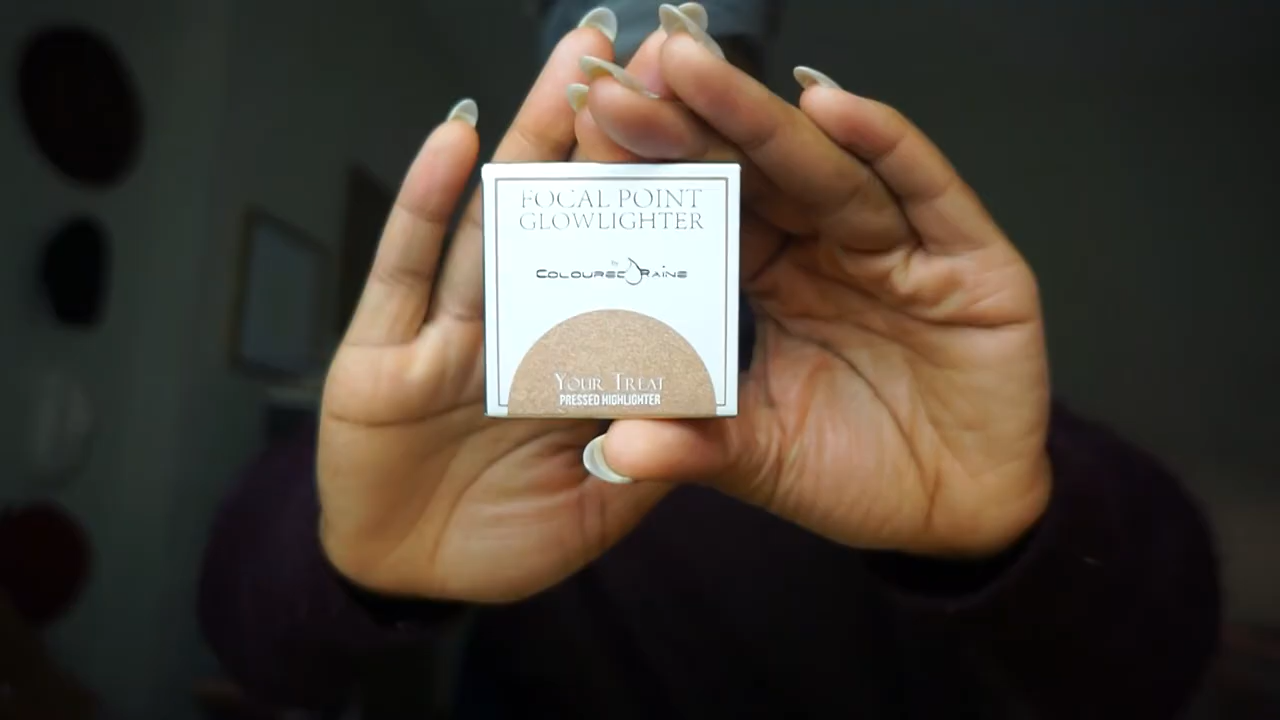 FOCAL POINT
GLOWLIGHTER
by
COLOURED RAINE
YOUR TREAT
PRESSED HIGHLIGHTER